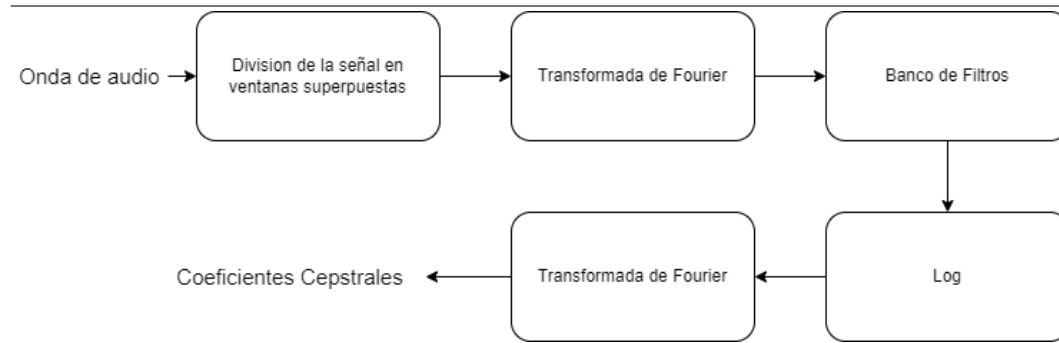 Onda de audio
Division de la señal en
ventanas superpuestas
Transformada de Fourier
Banco de Filtros
Log
Transformada de Fourier
Coeficientes Cepstrales